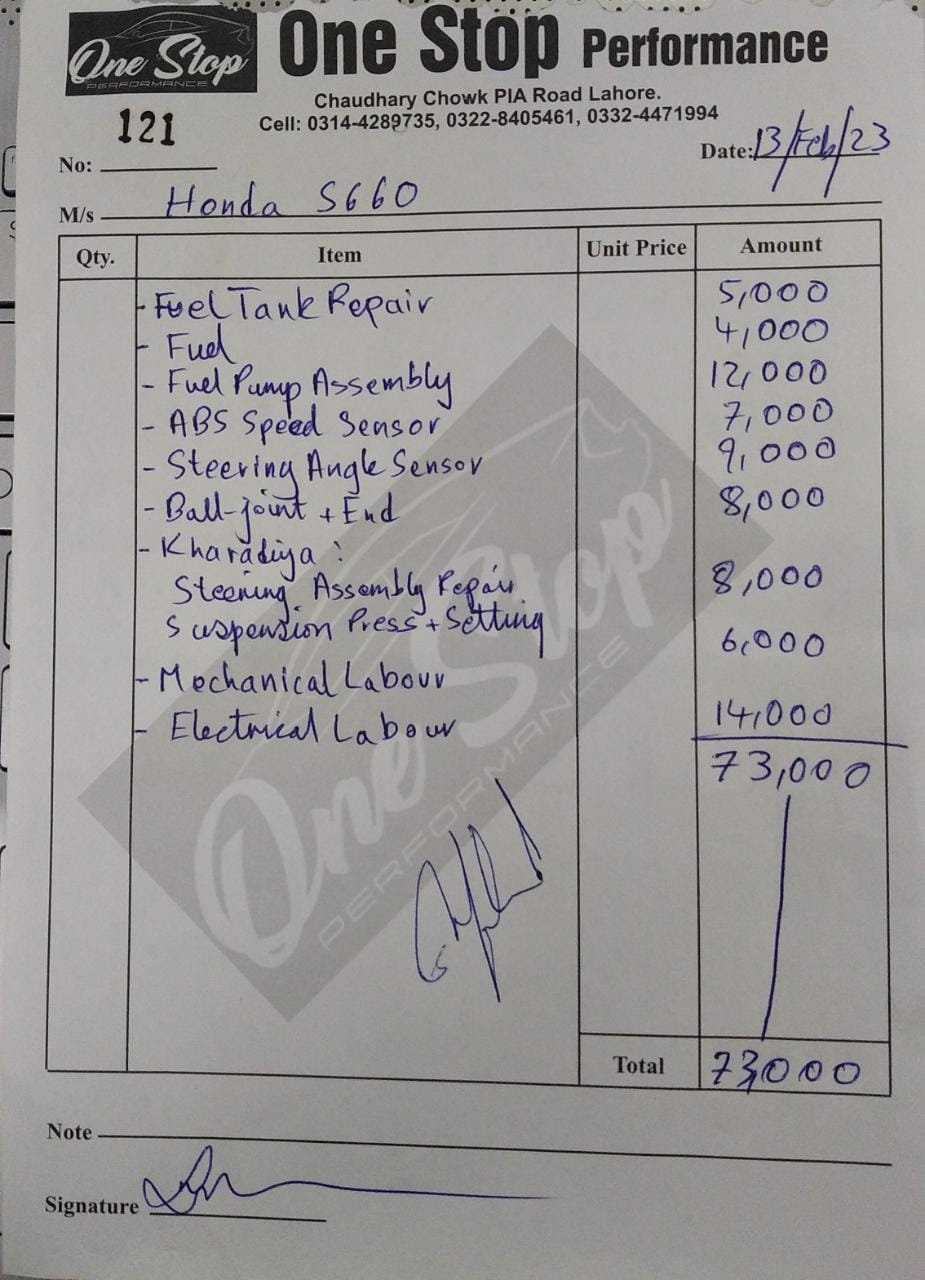 One Stop
PERFORMANCE
One Stop Performance
Chaudhary Chowk PIA Road Lahore.
Cell: 0314-4289735, 0322-8405461, 0332-4471994
No: 121
Date: 13/Feb/23
M/s Honda S660
Qty. Item Unit Price Amount
- Fuel Tank Repair 5,000
- Fuel 4,000
- Fuel Pump Assembly 12,000
- ABS Speed Sensor 7,000
- Steering Angle Sensor 9,000
- Ball-joint + End 8,000
- Kharadiya :
Steering Assembly Repair 8,000
Suspension Press + Setting
- Mechanical Labour 6,000
- Electrical Labour 14,000
73,000
One Stop
PERFORMANCE
Total 73,000
Note
Signature